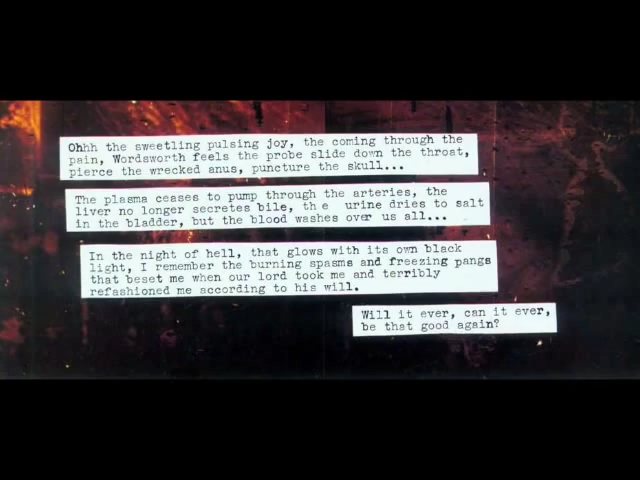 Ohhh the sweetling pulsing joy, the coming through the
pain, Wordsworth feels the probe slide down the throat,
pierce the wrecked anus, puncture the skull...
The plasma ceases to pump through the arteries, the
liver no longer secretes bile, the urine dries to salt
in the bladder, but the blood washes over us all...
In the night of hell, that glows with its own black
light, I remember the burning spasms and freezing pangs
that beset me when our lord took me and terribly
refashioned me according to his will.
Will it ever, can it ever,
be that good again?